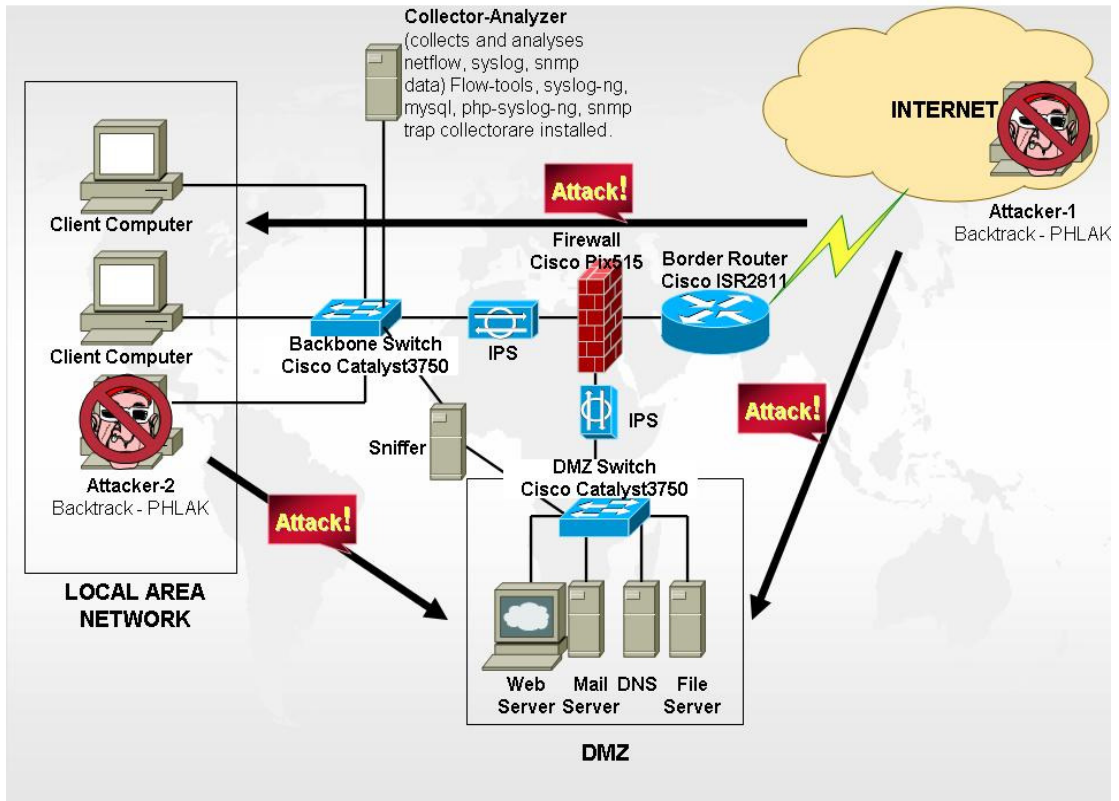 Collector-Analyzer
(collects and analyses
netflow, syslog, snmp
data) Flow-tools, syslog-ng,
mysql, php-syslog-ng, snmp
trap collectorare installed.
INTERNET
Attack!
Client Computer
Attacker-1
Backtrack - PHLAK
Firewall
Cisco Pix515
Border Router
Cisco ISR2811
Client Computer
Backbone Switch
Cisco Catalyst3750
IPS
IPS
Attack!
Sniffer
DMZ Switch
Cisco Catalyst3750
Attacker-2
Backtrack - PHLAK
Attack!
LOCAL AREA
NETWORK
Web
Server
Mail
Server
DNS
File
Server
DMZ